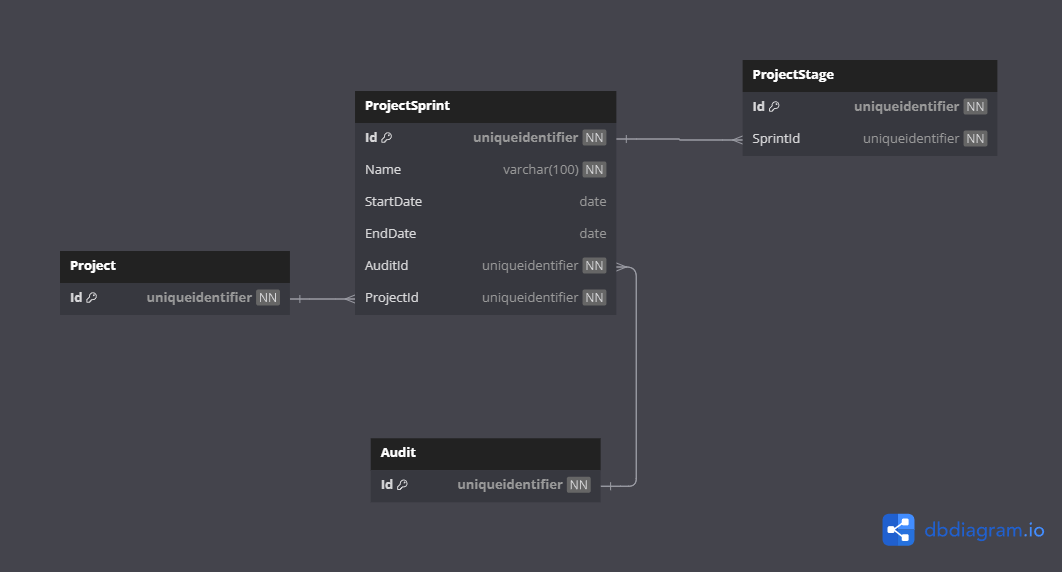 ProjectStage
Id uniqueidentifier NN
SprintId uniqueidentifier NN
ProjectSprint
Id uniqueidentifier NN
Name varchar(100) NN
StartDate date
EndDate date
AuditId uniqueidentifier NN
ProjectId uniqueidentifier NN
Project
Id uniqueidentifier NN
Audit
Id uniqueidentifier NN
dbdiagram.io